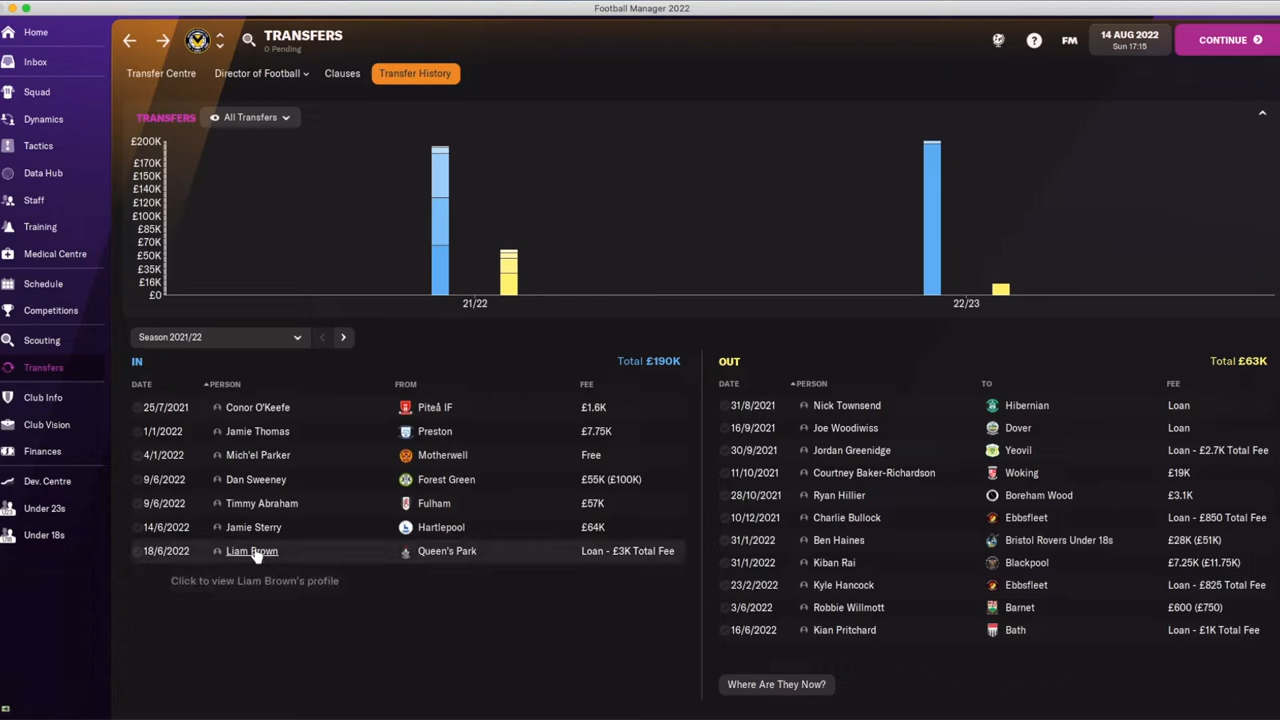 Football Manager 2022
Home
Inbox
Squad
Dynamics
Tactics
Data Hub
Staff
Training
Medical Centre
Schedule
Competitions
Scouting
Transfers
Club Info
Club Vision
Finances
Dev. Centre
Under 23s
Under 18s
TRANSFERS
0 Pending
?
FM
14 AUG 2022
Sun 17:15
CONTINUE
Transfer Centre
Director of Football
Clauses
Transfer History
TRANSFERS
All Transfers
£200K
£170K
£150K
£140K
£120K
£100K
£85K
£70K
£50K
£35K
£16K
£0
21/22
22/23
Season 2021/22
IN
Total £190K
DATE PERSON FROM FEE
25/7/2021 Conor O'Keefe Piteå IF £1.6K
1/1/2022 Jamie Thomas Preston £7.75K
4/1/2022 Mich'el Parker Motherwell Free
9/6/2022 Dan Sweeney Forest Green £55K (£100K)
9/6/2022 Timmy Abraham Fulham £57K
14/6/2022 Jamie Sterry Hartlepool £64K
18/6/2022 Liam Brown Queen's Park Loan - £3K Total Fee
Click to view Liam Brown's profile
OUT
Total £63K
DATE PERSON TO FEE
31/8/2021 Nick Townsend Hibernian Loan
16/9/2021 Joe Woodiwiss Dover Loan
30/9/2021 Jordan Greenidge Yeovil Loan - £2.7K Total Fee
11/10/2021 Courtney Baker-Richardson Woking £19K
28/10/2021 Ryan Hillier Boreham Wood £3.1K
10/12/2021 Charlie Bullock Ebbsfleet Loan - £850 Total Fee
31/1/2022 Ben Haines Bristol Rovers Under 18s £28K (£51K)
31/1/2022 Kiban Rai Blackpool £7.25K (£11.75K)
23/2/2022 Kyle Hancock Ebbsfleet Loan - £825 Total Fee
3/6/2022 Robbie Willmott Barnet £600 (£750)
16/6/2022 Kian Pritchard Bath Loan - £1K Total Fee
Where Are They Now?